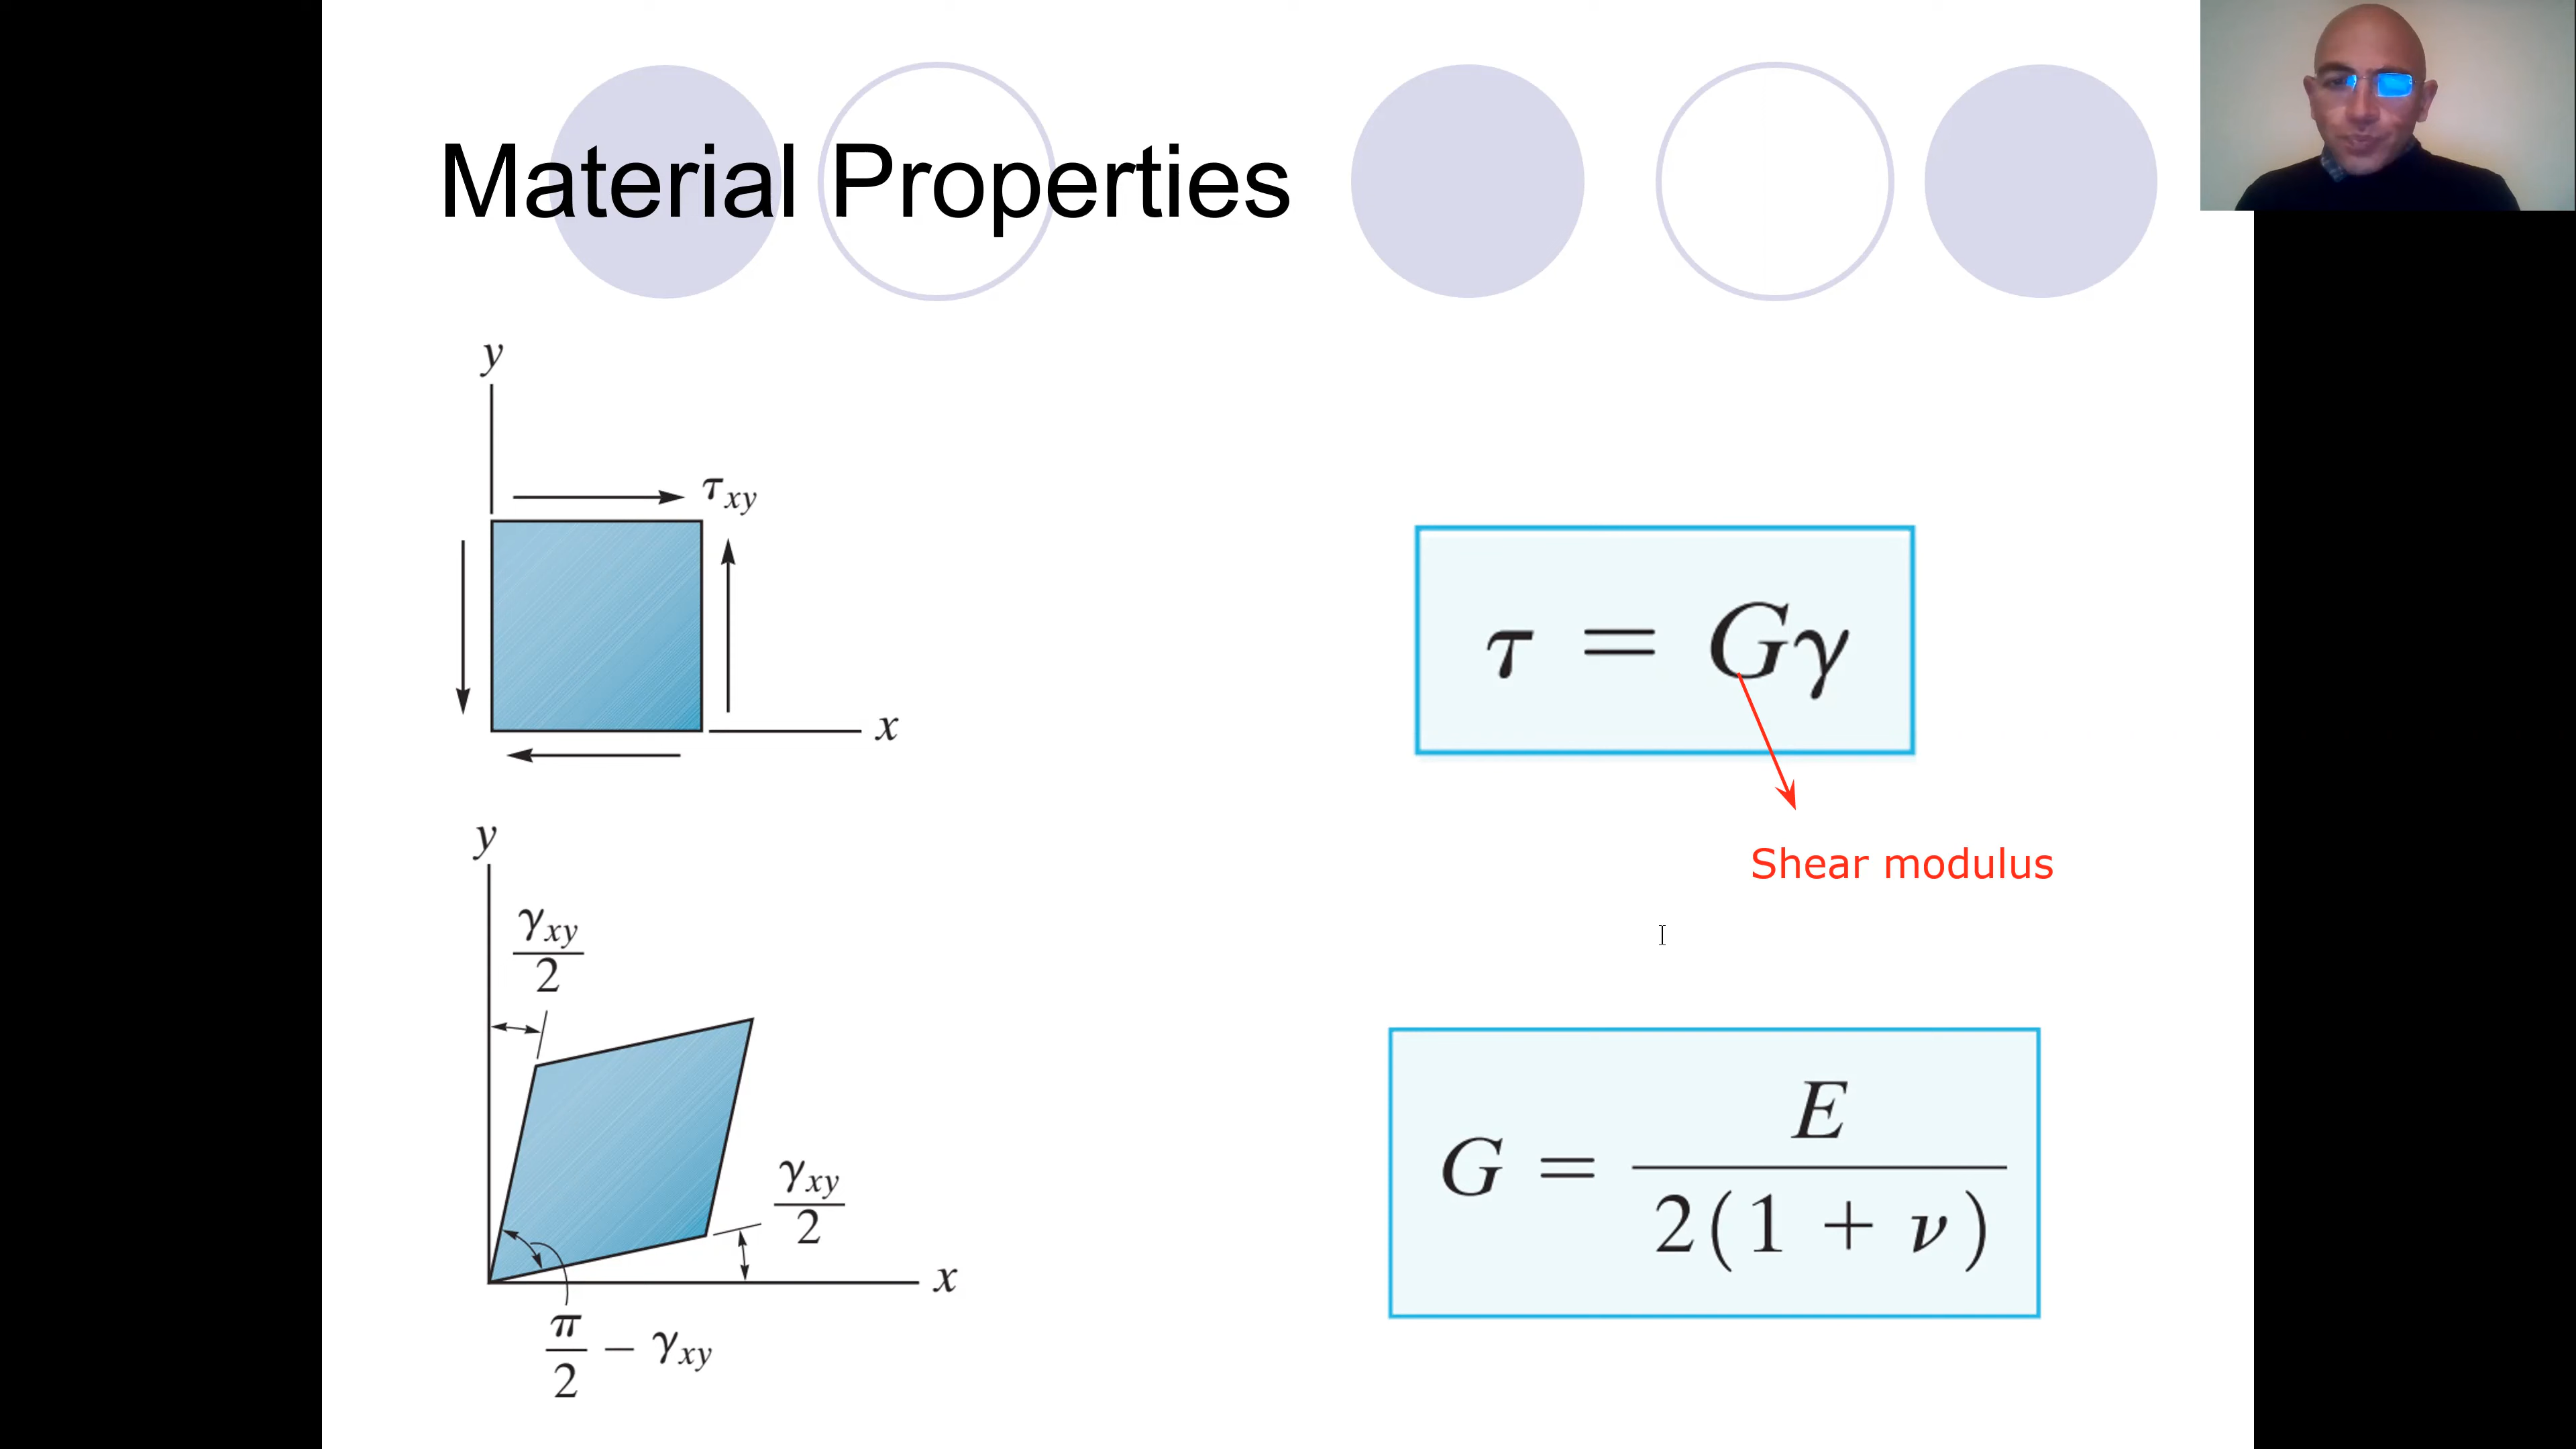 Material Properties
y
τxy
x
τ = Gγ
Shear modulus
y
γxy/2
γxy/2
x
π/2 − γxy
G = E/2(1 + ν)